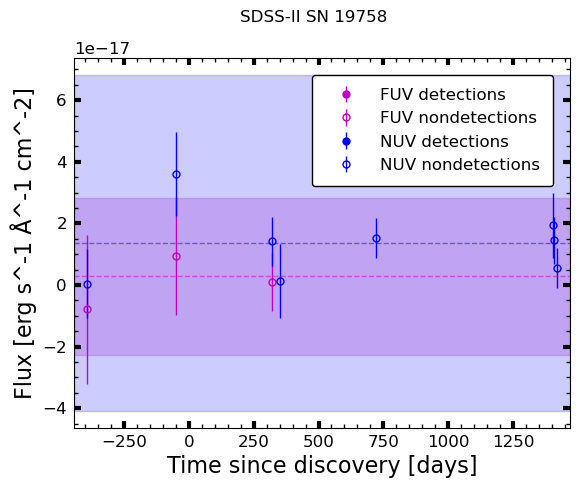 SDSS-II SN 19758
1e−17
FUV detections
FUV nondetections
NUV detections
NUV nondetections
6
4
2
0
−2
−4
Flux [erg s^-1 Å^-1 cm^-2]
−250 0 250 500 750 1000 1250
Time since discovery [days]